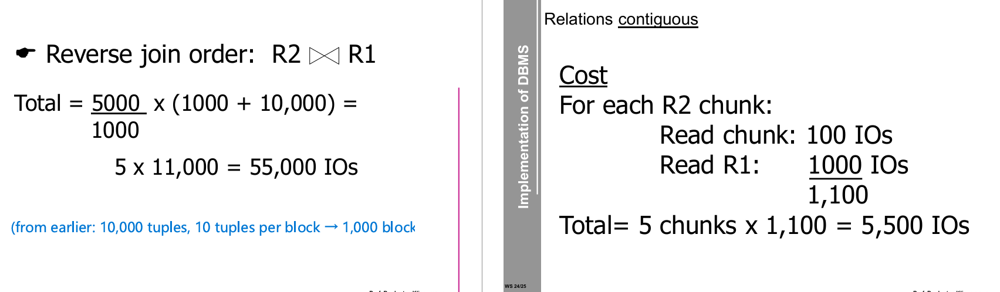 ☛ Reverse join order: R2 ⋈ R1
Total = 5000 x (1000 + 10,000) =
1000
5 x 11,000 = 55,000 IOs
(from earlier: 10,000 tuples, 10 tuples per block → 1,000 block
Implementation of DBMS
WS 24/25
Relations contiguous
Cost
For each R2 chunk:
Read chunk: 100 IOs
Read R1: 1000 IOs
1,100
Total= 5 chunks x 1,100 = 5,500 IOs